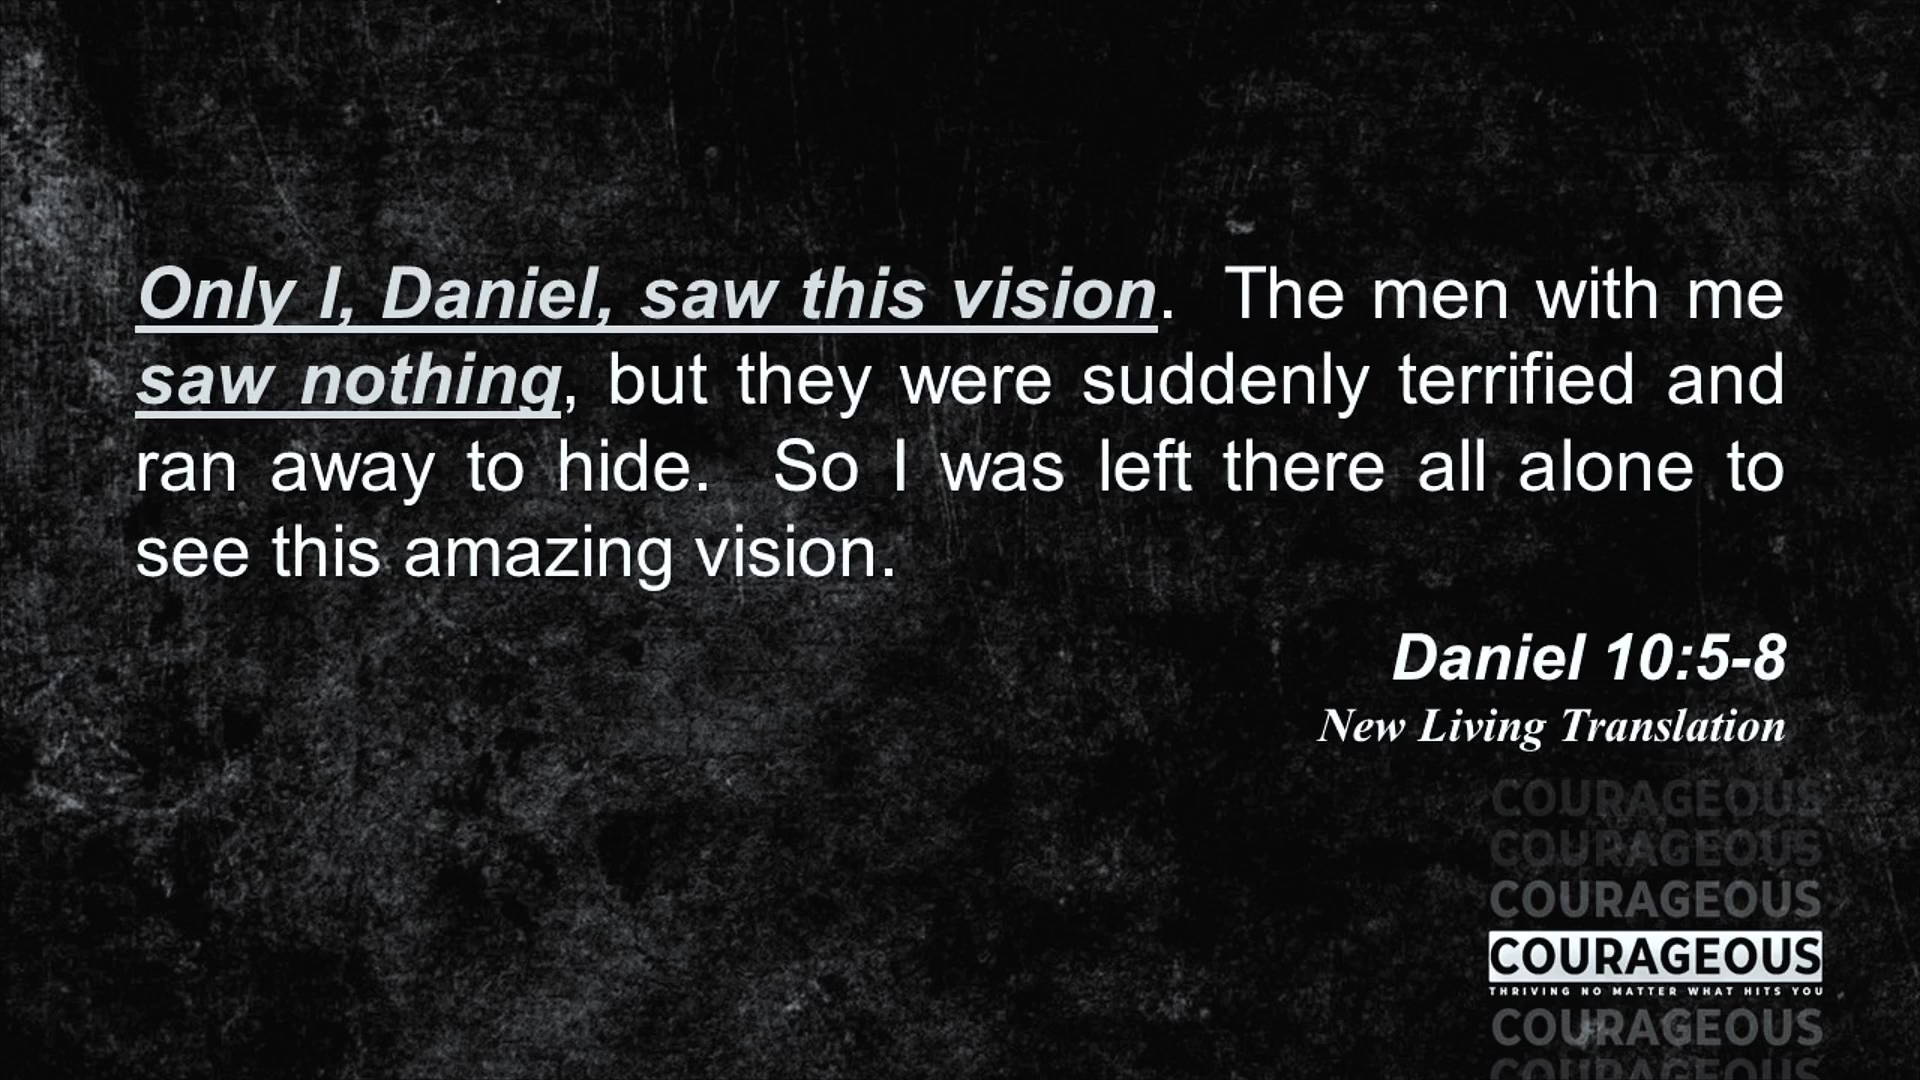 Only I, Daniel, saw this vision. The men with me
saw nothing, but they were suddenly terrified and
ran away to hide. So I was left there all alone to
see this amazing vision.
Daniel 10:5-8
New Living Translation
COURAGEOUS
COURAGEOUS
COURAGEOUS
COURAGEOUS
THRIVING NO MATTER WHAT HITS YOU
COURAGEOUS
COURAGEOUS